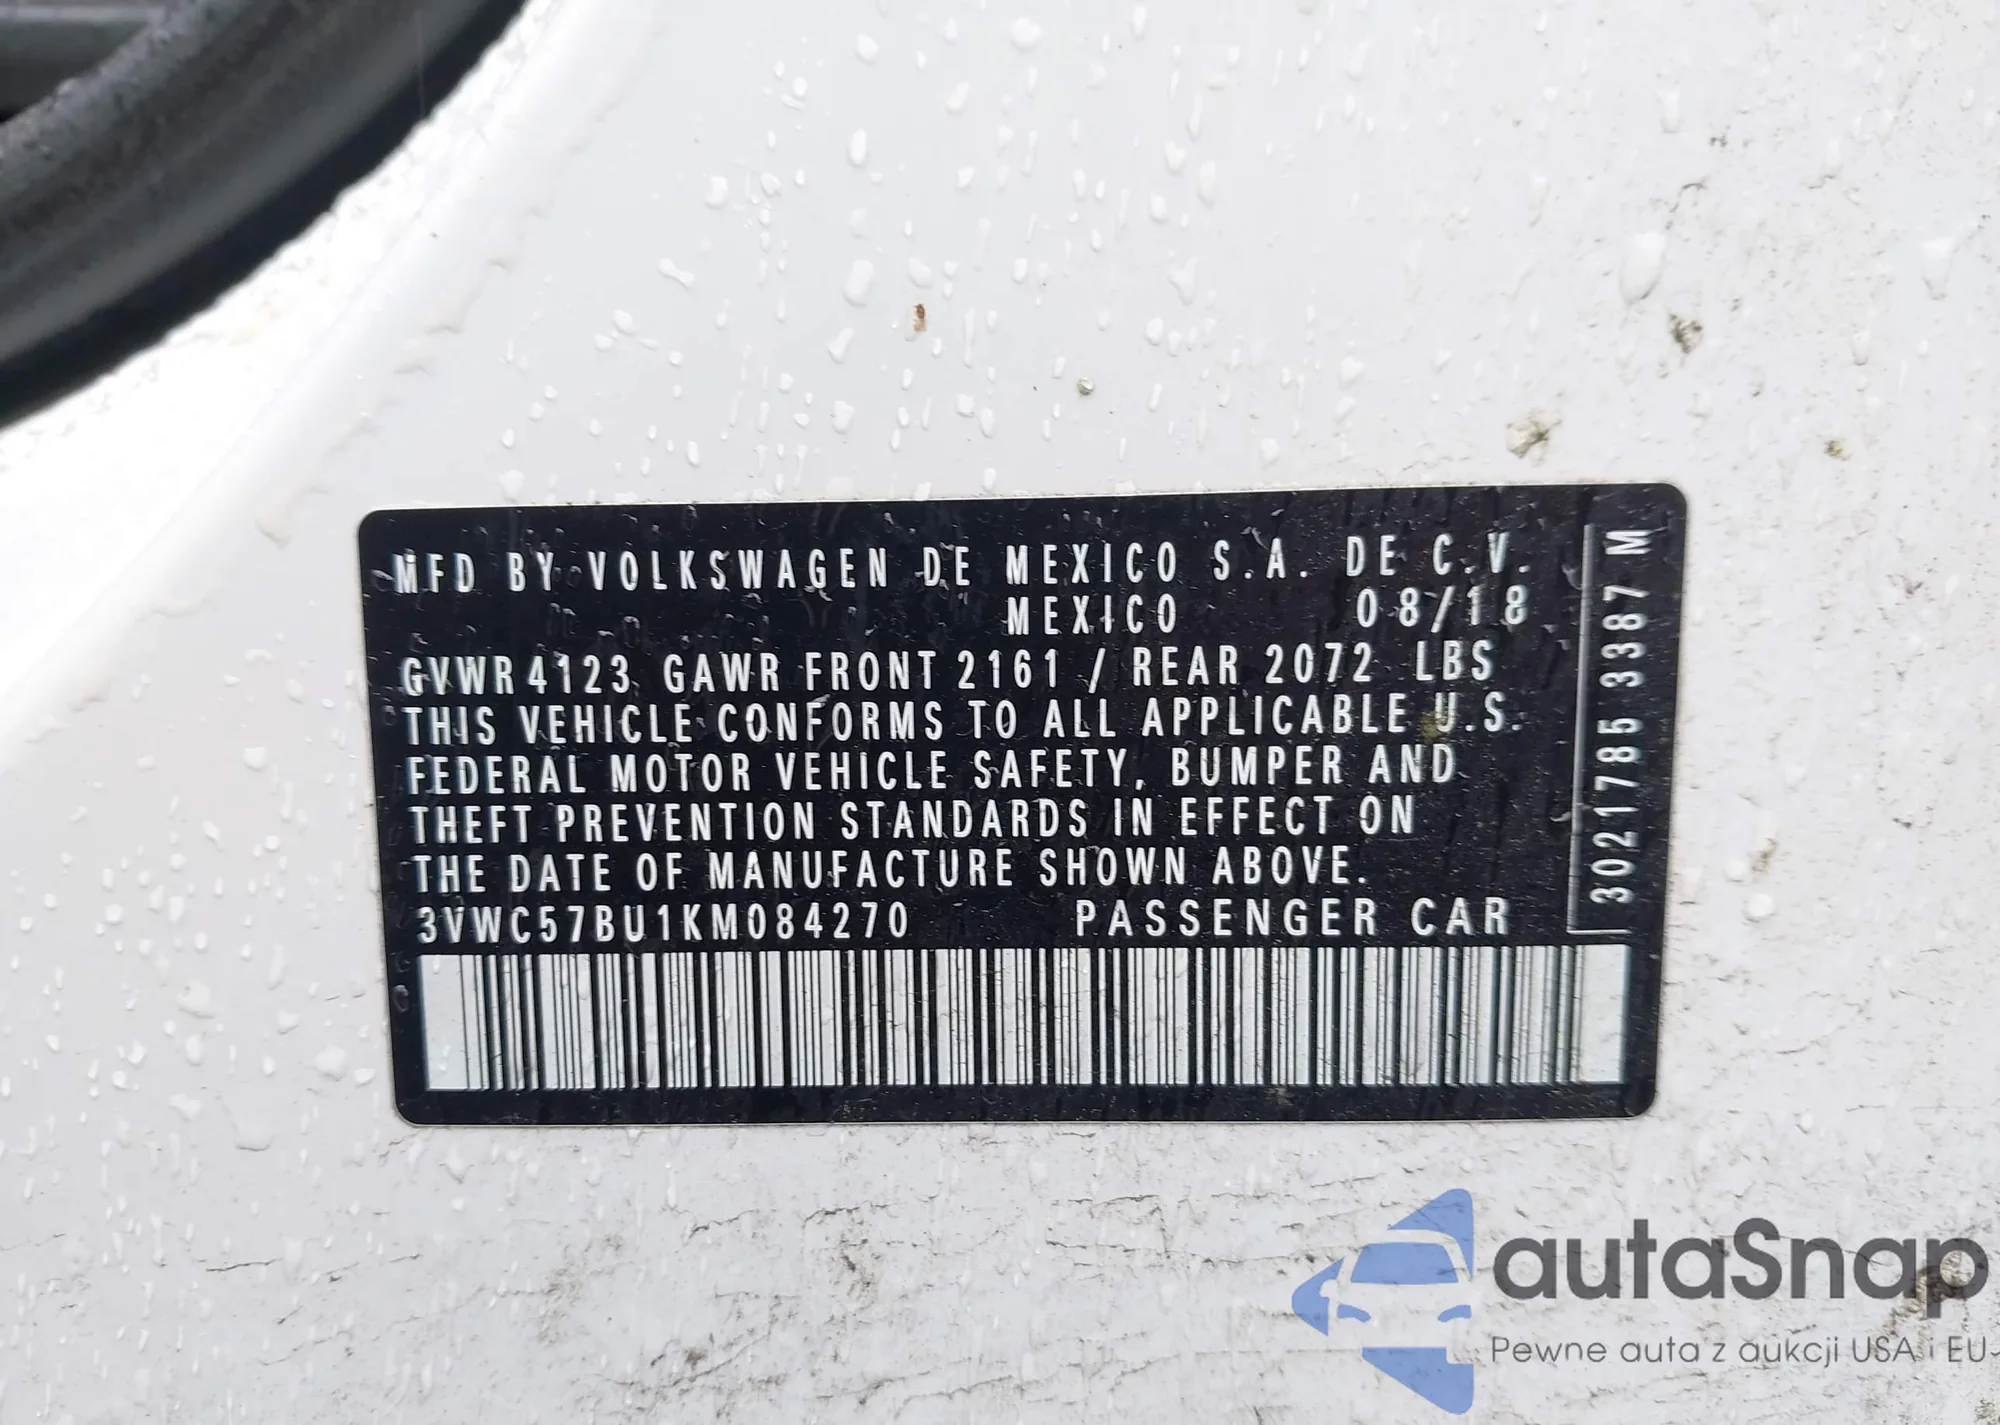 MFD BY VOLKSWAGEN DE MEXICO S.A. DE C.V.
MEXICO 08/18
GVWR 4123 GAWR FRONT 2161 / REAR 2072 LBS
THIS VEHICLE CONFORMS TO ALL APPLICABLE U.S.
FEDERAL MOTOR VEHICLE SAFETY, BUMPER AND
THEFT PREVENTION STANDARDS IN EFFECT ON
THE DATE OF MANUFACTURE SHOWN ABOVE.
3VWC57BU1KM084270 PASSENGER CAR
3021785 3387 M
autaSnap
Pewne auta z aukcji USA i EU